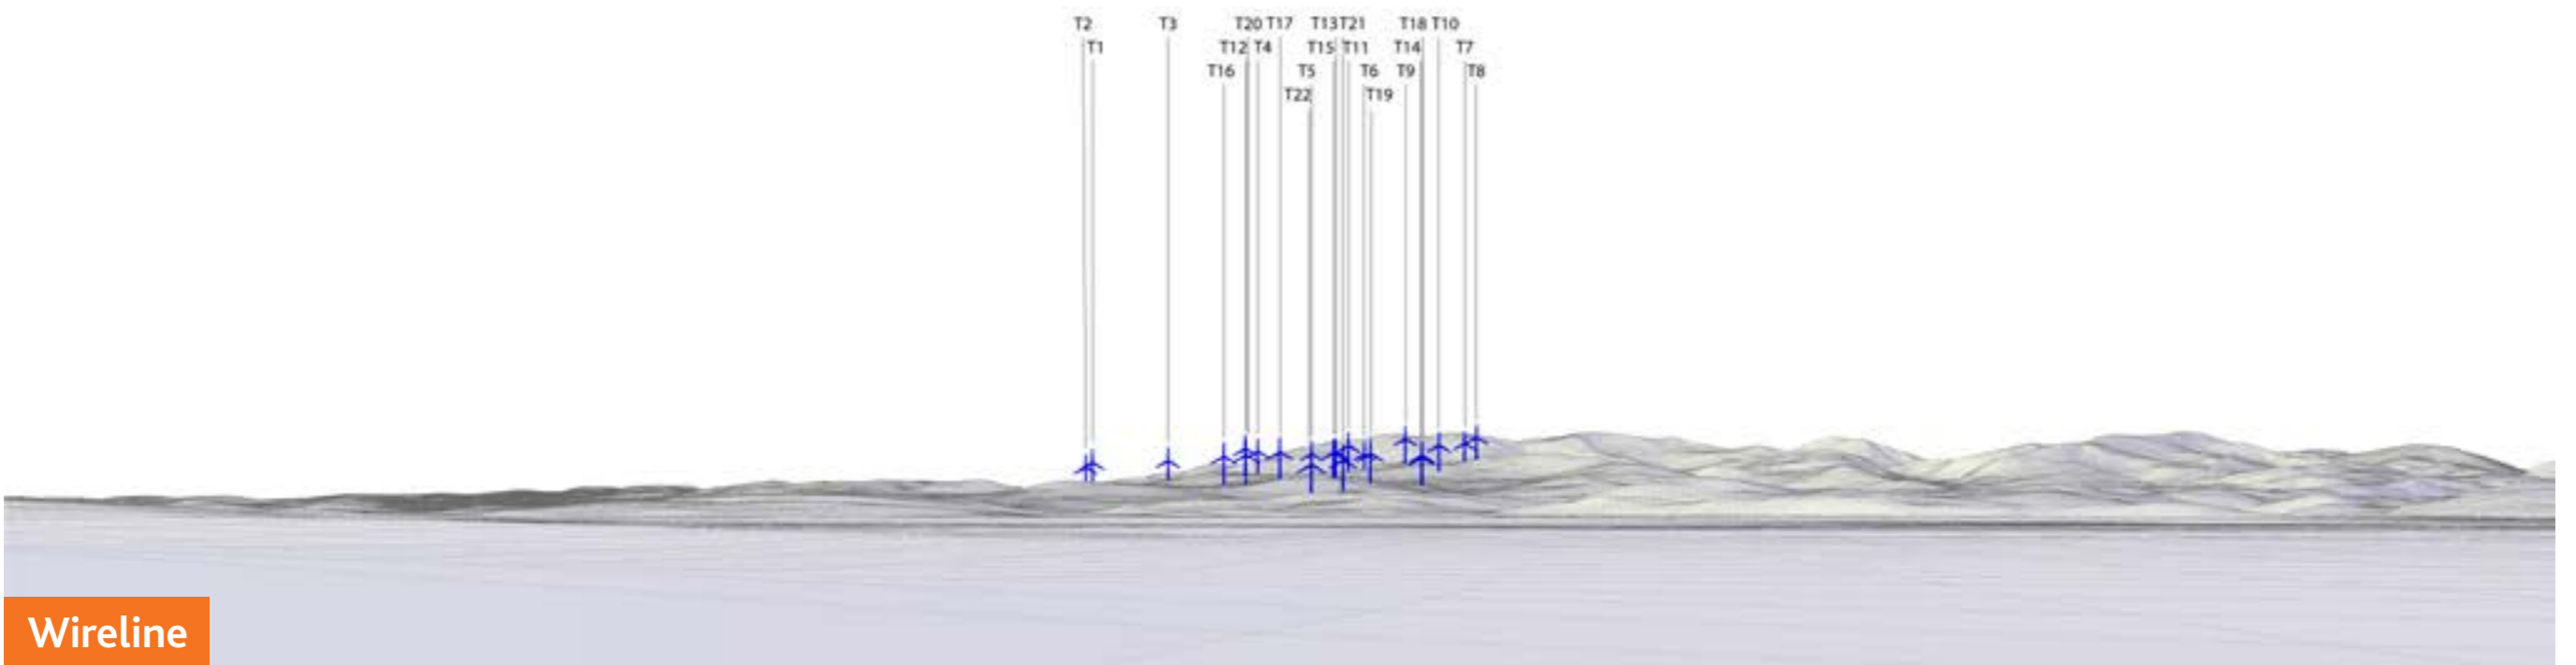 T2 T3 T20 T17 T13 T21 T18 T10
T1 T12 T4 T15 T11 T14 T7
T16 T5 T6 T9 T8
T22 T19
Wireline